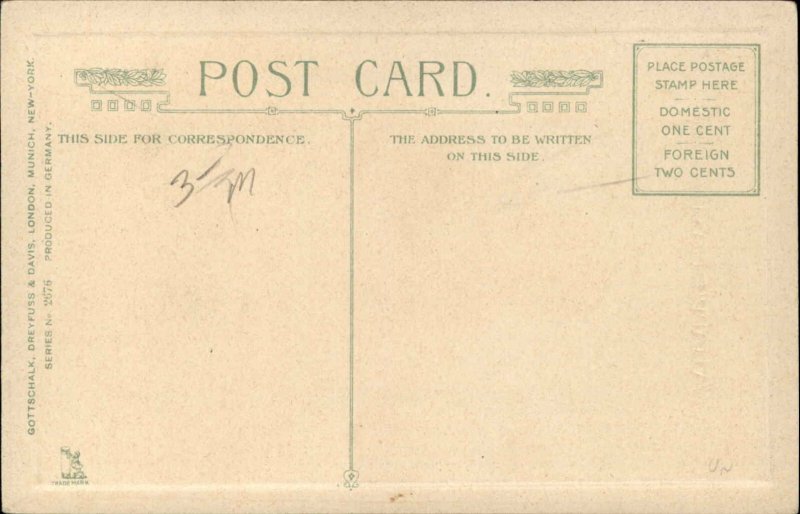 POST CARD.
THIS SIDE FOR CORRESPONDENCE.
THE ADDRESS TO BE WRITTEN
ON THIS SIDE.
PLACE POSTAGE
STAMP HERE
DOMESTIC
ONE CENT
FOREIGN
TWO CENTS
GOTTSCHALK, DREYFUSS & DAVIS, LONDON, MUNICH, NEW-YORK.
SERIES No 2676 PRODUCED IN GERMANY.
TRADE MARK